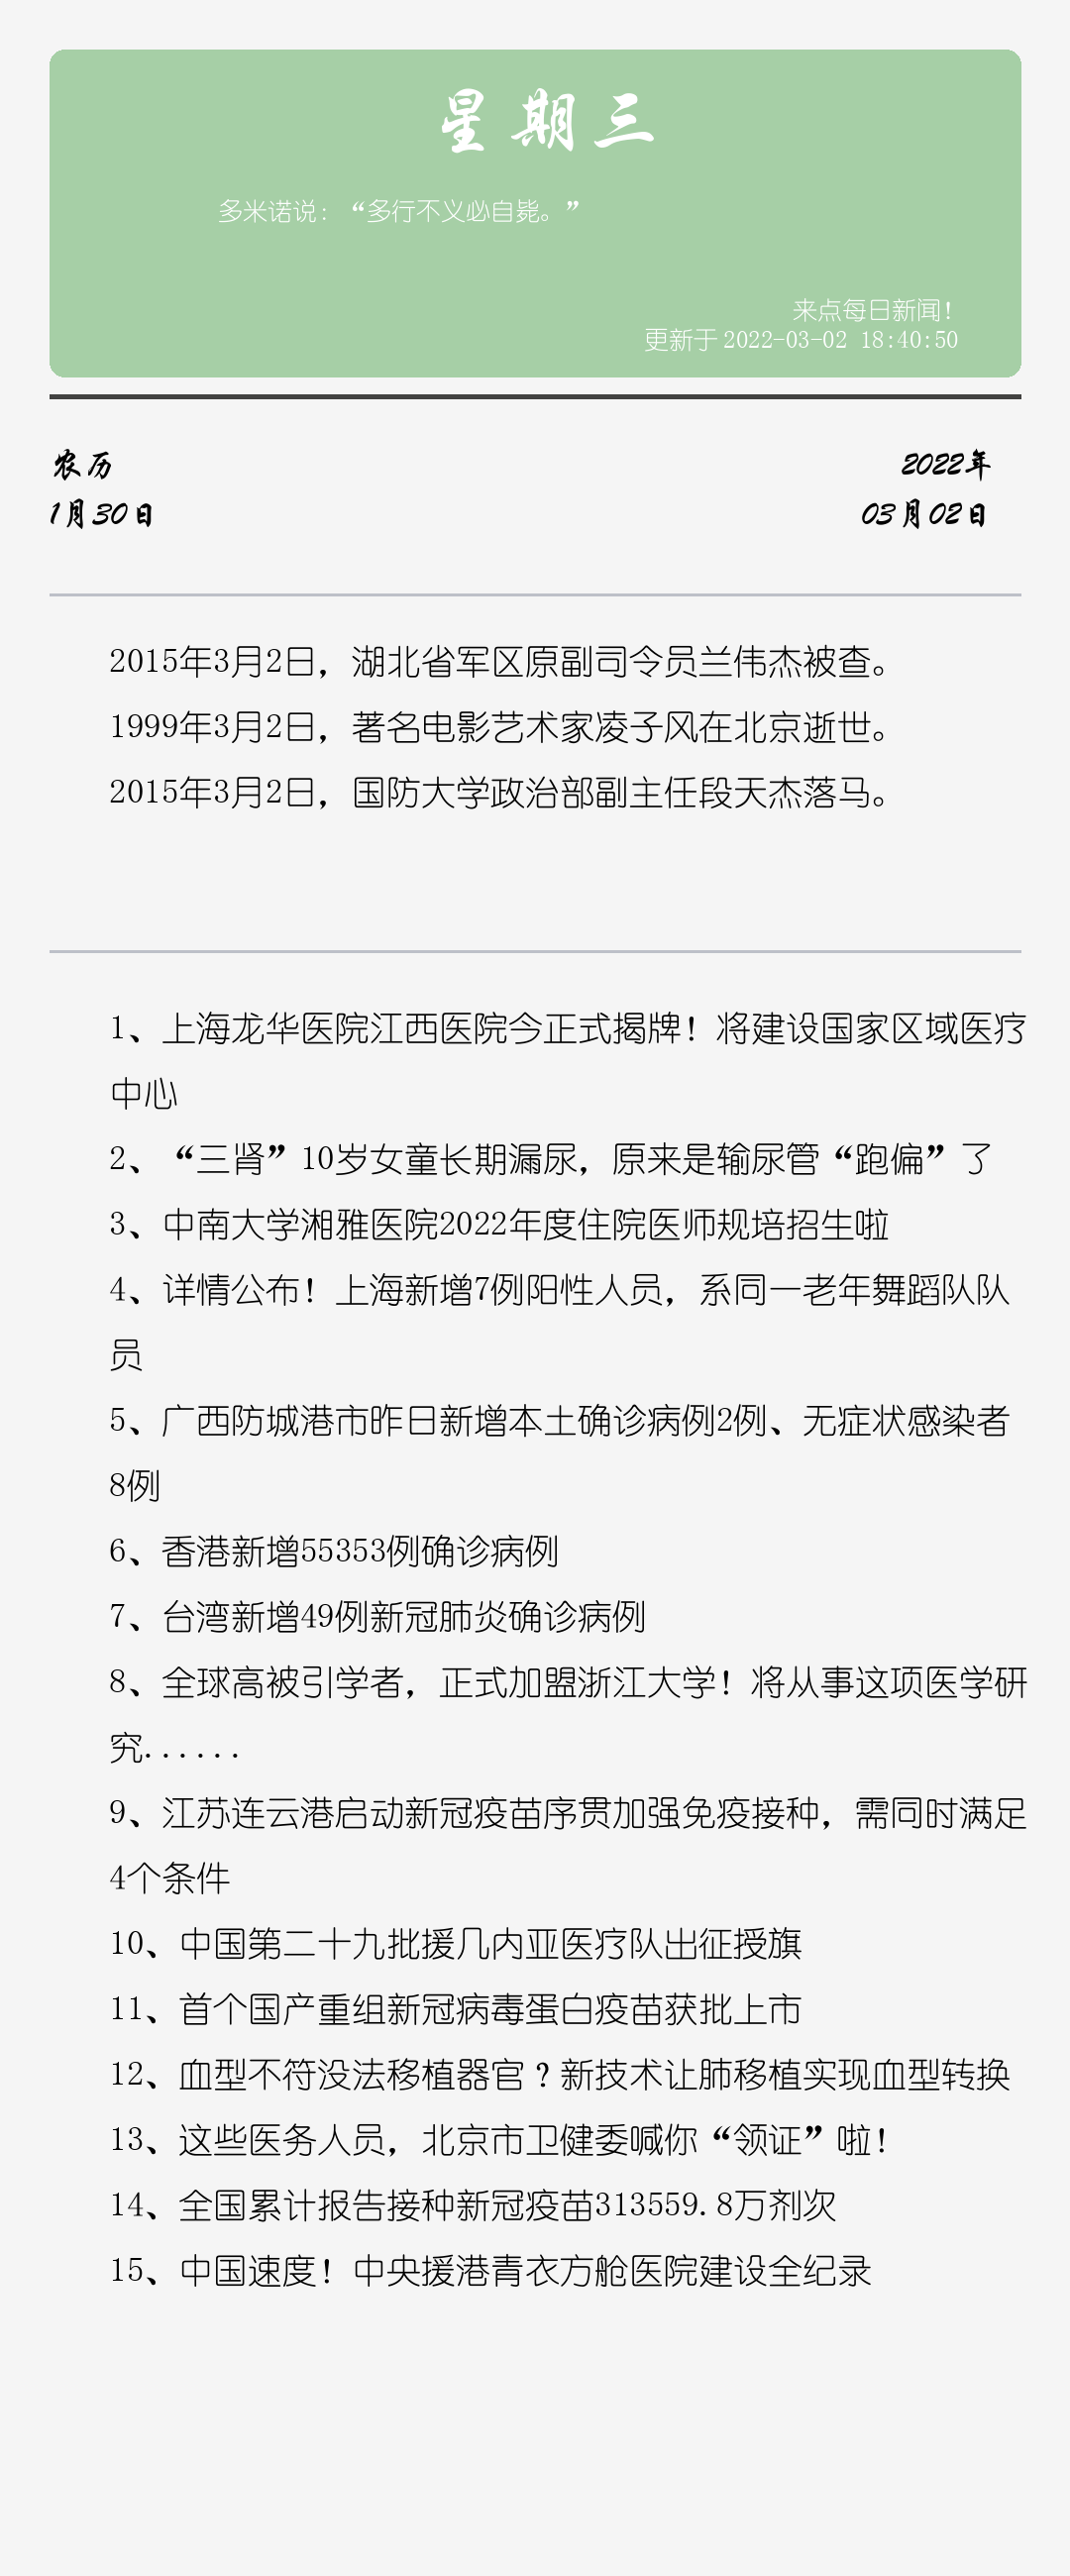 星期三
多米诺说：“多行不义必自毙。”
来点每日新闻！
更新于 2022-03-02 18:40:50
农历
2022年
1月30日
03月02日
2015年3月2日，湖北省军区原副司令员兰伟杰被查。
1999年3月2日，著名电影艺术家凌子风在北京逝世。
2015年3月2日，国防大学政治部副主任段天杰落马。
1、上海龙华医院江西医院今正式揭牌！将建设国家区域医疗
中心
2、“三肾”10岁女童长期漏尿，原来是输尿管“跑偏”了
3、中南大学湘雅医院2022年度住院医师规培招生啦
4、详情公布！上海新增7例阳性人员，系同一老年舞蹈队队
员
5、广西防城港市昨日新增本土确诊病例2例、无症状感染者
8例
6、香港新增55353例确诊病例
7、台湾新增49例新冠肺炎确诊病例
8、全球高被引学者，正式加盟浙江大学！将从事这项医学研
究......
9、江苏连云港启动新冠疫苗序贯加强免疫接种，需同时满足
4个条件
10、中国第二十九批援几内亚医疗队出征授旗
11、首个国产重组新冠病毒蛋白疫苗获批上市
12、血型不符没法移植器官？新技术让肺移植实现血型转换
13、这些医务人员，北京市卫健委喊你“领证”啦！
14、全国累计报告接种新冠疫苗313559.8万剂次
15、中国速度！中央援港青衣方舱医院建设全纪录